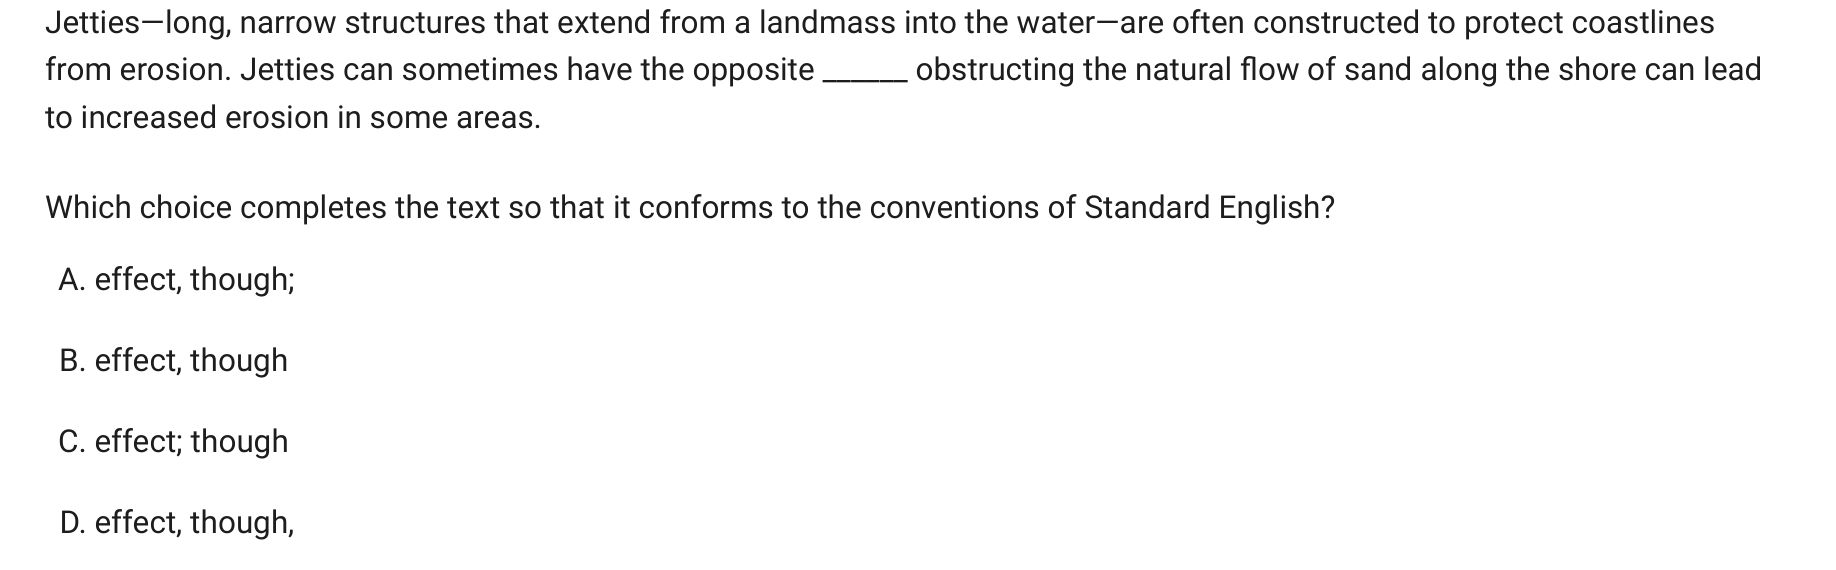 Jetties—long, narrow structures that extend from a landmass into the water—are often constructed to protect coastlines
from erosion. Jetties can sometimes have the opposite ______ obstructing the natural flow of sand along the shore can lead
to increased erosion in some areas.
Which choice completes the text so that it conforms to the conventions of Standard English?
A. effect, though;
B. effect, though
C. effect; though
D. effect, though,